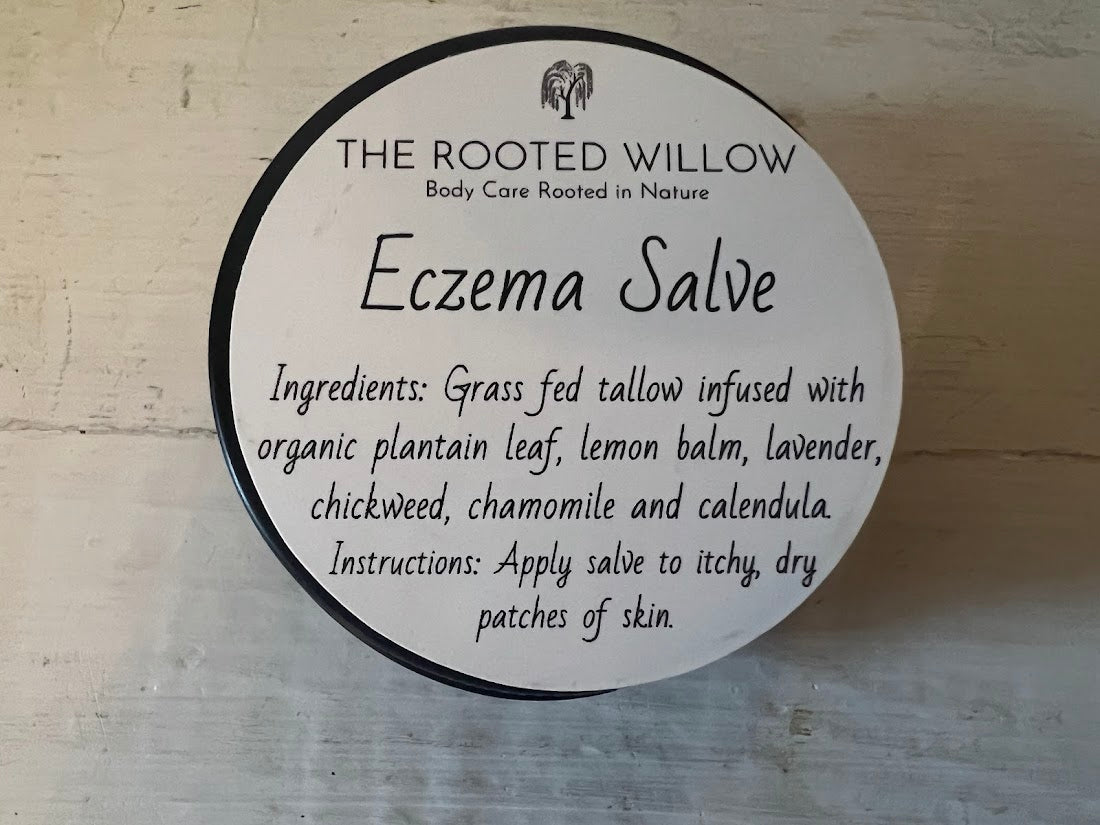 THE ROOTED WILLOW
Body Care Rooted in Nature
Eczema Salve
Ingredients: Grass fed tallow infused with
organic plantain leaf, lemon balm, lavender,
chickweed, chamomile and calendula.
Instructions: Apply salve to itchy, dry
patches of skin.